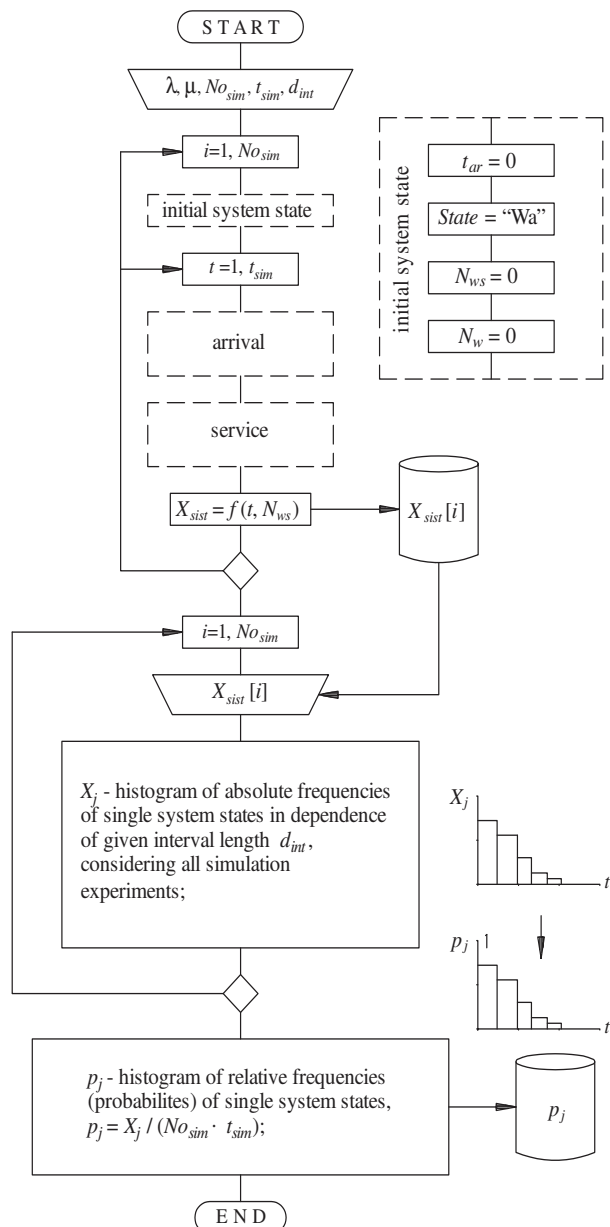 START
λ, μ, No_sim, t_sim, d_int
i=1, No_sim
initial system state
t =1, t_sim
arrival
service
X_sist = f (t, N_ws)
X_sist [i]
initial system state
t_ar = 0
State = “Wa”
N_ws = 0
N_w = 0
i=1, No_sim
X_sist [i]
X_j - histogram of absolute frequencies
of single system states in dependence
of given interval length d_int,
considering all simulation
experiments;
X_j
t
p_j 1
t
p_j - histogram of relative frequencies
(probabilites) of single system states,
p_j = X_j / (No_sim · t_sim);
p_j
END